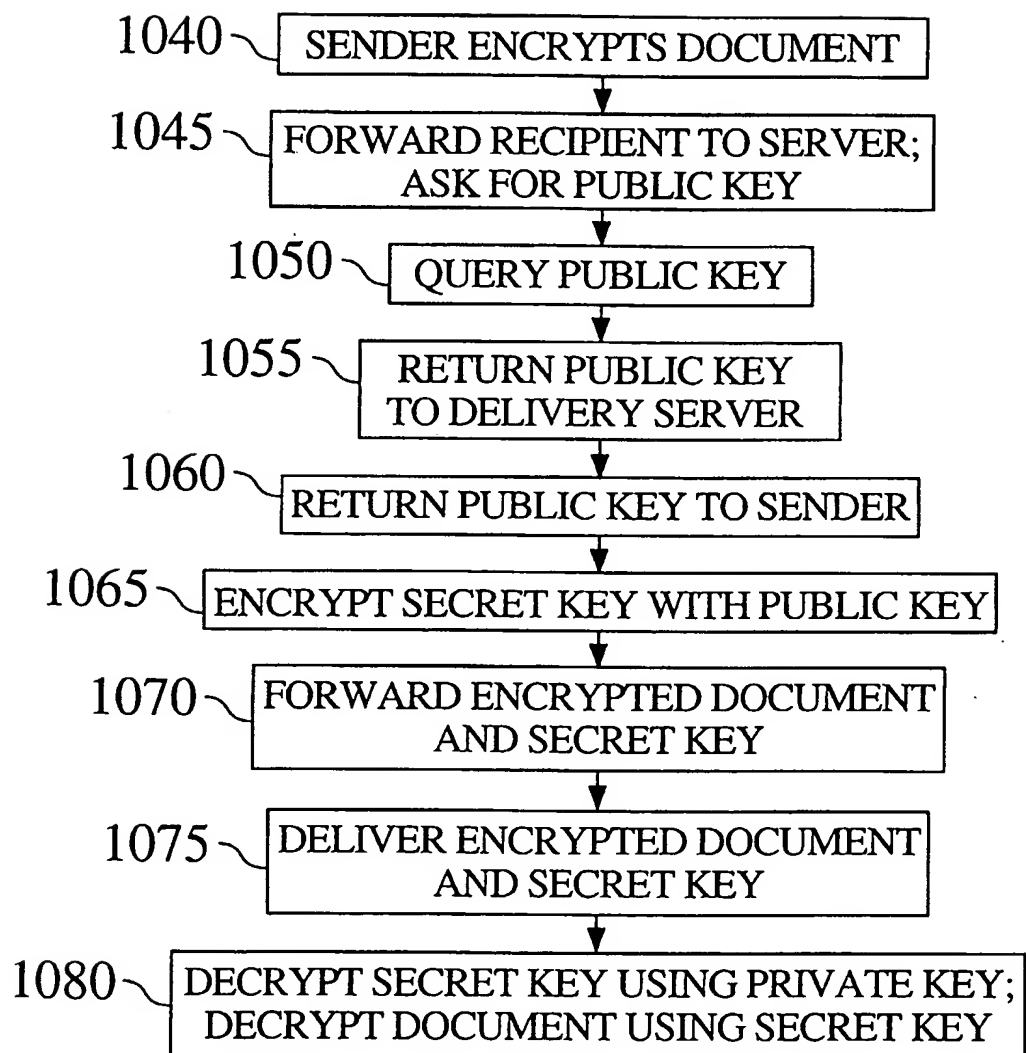 1040
SENDER ENCRYPTS DOCUMENT
1045
FORWARD RECIPIENT TO SERVER;
ASK FOR PUBLIC KEY
1050
QUERY PUBLIC KEY
1055
RETURN PUBLIC KEY
TO DELIVERY SERVER
1060
RETURN PUBLIC KEY TO SENDER
1065
ENCRYPT SECRET KEY WITH PUBLIC KEY
1070
FORWARD ENCRYPTED DOCUMENT
AND SECRET KEY
1075
DELIVER ENCRYPTED DOCUMENT
AND SECRET KEY
1080
DECRYPT SECRET KEY USING PRIVATE KEY;
DECRYPT DOCUMENT USING SECRET KEY